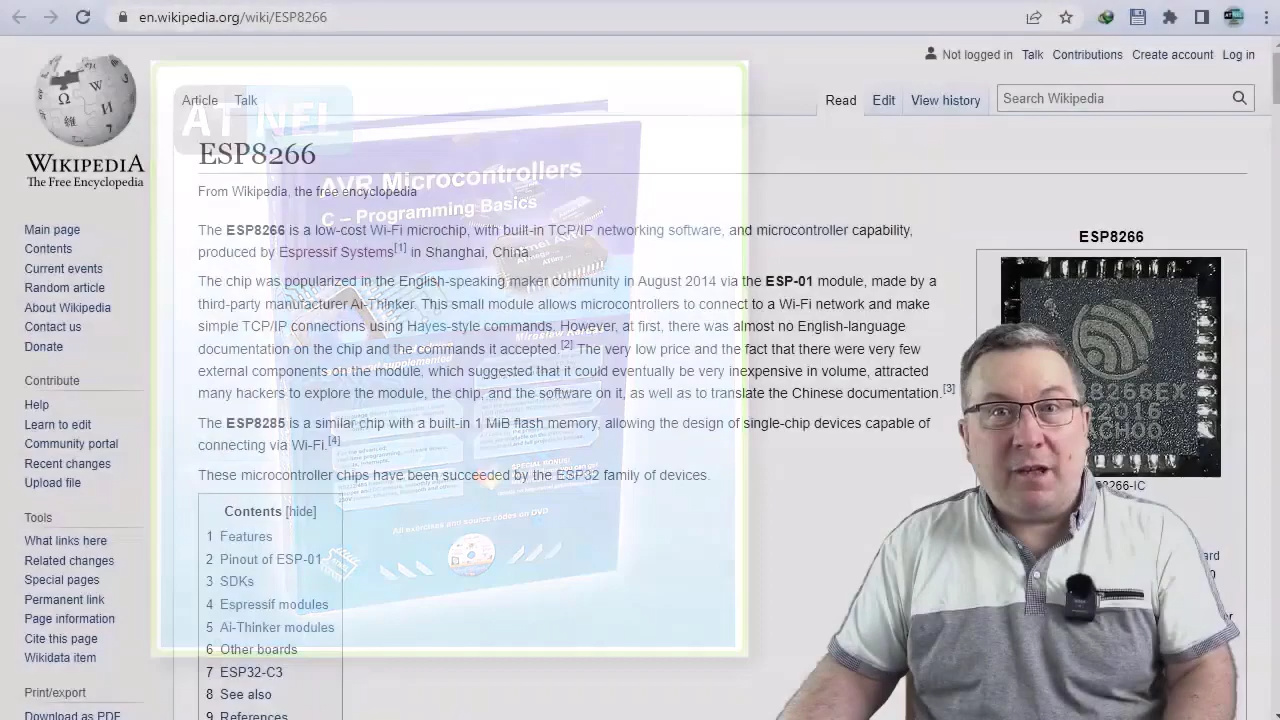 en.wikipedia.org/wiki/ESP8266
Not logged in Talk Contributions Create account Log in
Article Talk
Read Edit View history
Search Wikipedia
ATNEL
WIKIPEDIA
The Free Encyclopedia
ESP8266
AVR Microcontrollers
From Wikipedia, the free encyclopedia
C – Programming Basics
The ESP8266 is a low-cost Wi-Fi microchip, with built-in TCP/IP networking software, and microcontroller capability,
produced by Espressif Systems[1] in Shanghai, China.
The chip was popularized in the English-speaking maker community in August 2014 via the ESP-01 module, made by a
third-party manufacturer Ai-Thinker. This small module allows microcontrollers to connect to a Wi-Fi network and make
simple TCP/IP connections using Hayes-style commands. However, at first, there was almost no English-language
documentation on the chip and the commands it accepted.[2] The very low price and the fact that there were very few
external components on the module, which suggested that it could eventually be very inexpensive in volume, attracted
many hackers to explore the module, the chip, and the software on it, as well as to translate the Chinese documentation.[3]
The ESP8285 is a similar chip with a built-in 1 MiB flash memory, allowing the design of single-chip devices capable of
connecting via Wi-Fi.[4]
These microcontroller chips have been succeeded by the ESP32 family of devices.
SPECIAL BONUS!
All exercises and source codes on DVD
Contents [hide]
1 Features
2 Pinout of ESP-01
3 SDKs
4 Espressif modules
5 Ai-Thinker modules
6 Other boards
7 ESP32-C3
8 See also
9 References
Main page
Contents
Current events
Random article
About Wikipedia
Contact us
Donate
Contribute
Help
Learn to edit
Community portal
Recent changes
Upload file
Tools
What links here
Related changes
Special pages
Permanent link
Page information
Cite this page
Wikidata item
Print/export
Download as PDF
ESP8266
8266-IC